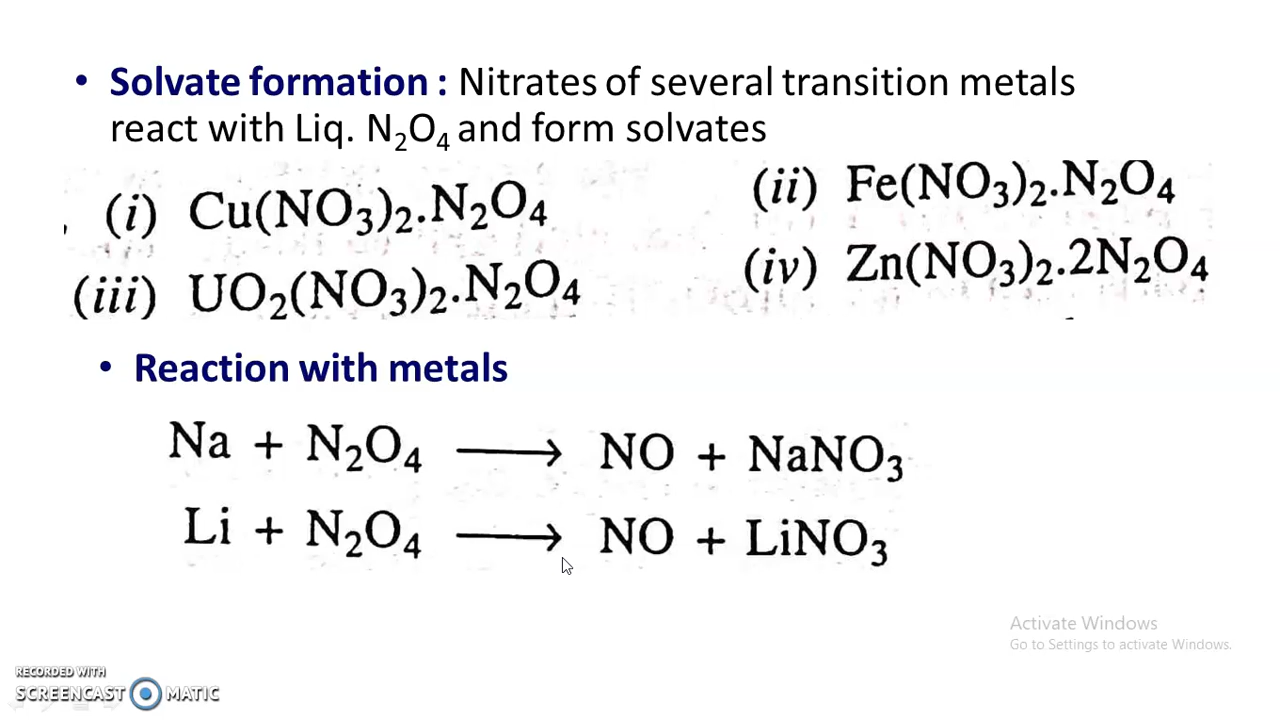 • Solvate formation : Nitrates of several transition metals
react with Liq. N₂O₄ and form solvates
(i) Cu(NO₃)₂.N₂O₄
(ii) Fe(NO₃)₂.N₂O₄
(iii) UO₂(NO₃)₂.N₂O₄
(iv) Zn(NO₃)₂.2N₂O₄
• Reaction with metals
Na + N₂O₄ ⟶ NO + NaNO₃
Li + N₂O₄ ⟶ NO + LiNO₃
Activate Windows
Go to Settings to activate Windows.
RECORDED WITH
SCREENCAST MATIC